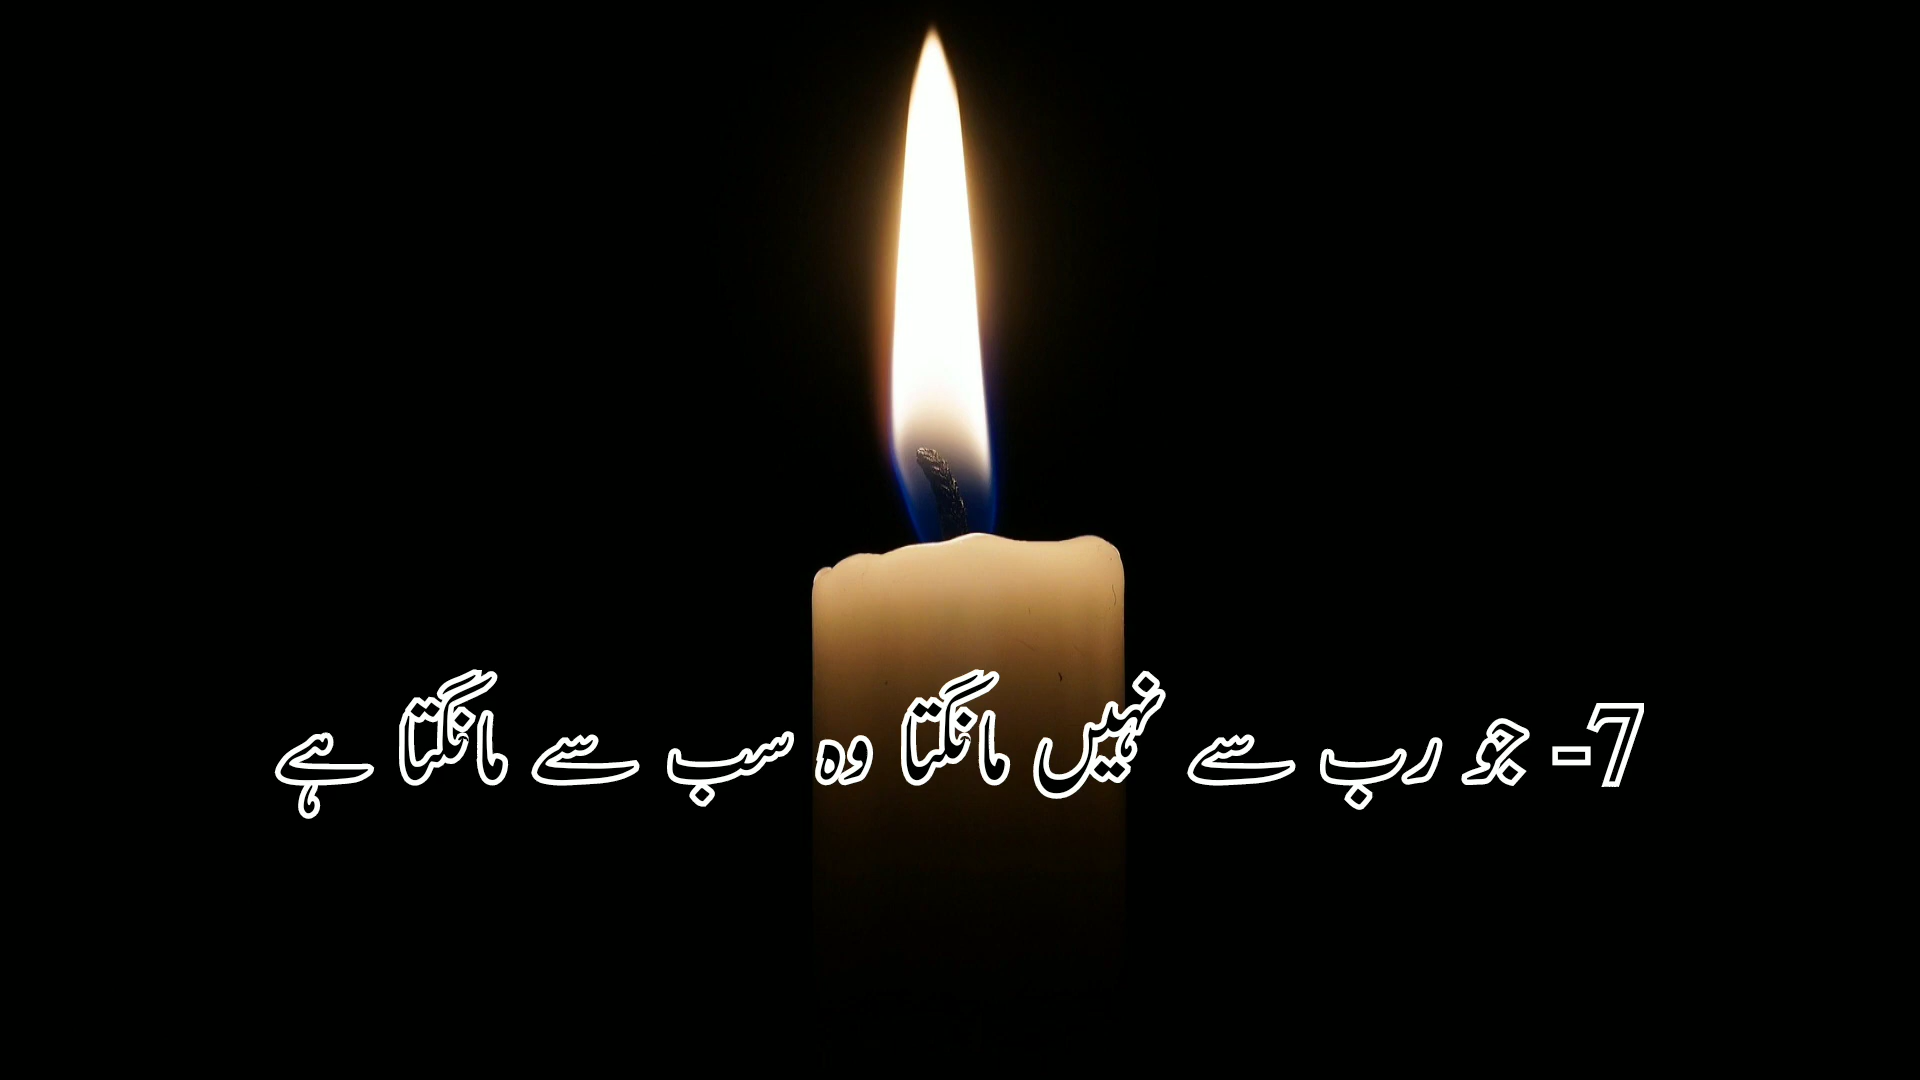 7- جو رب سے نہیں مانگتا وہ سب سے مانگتا ہے